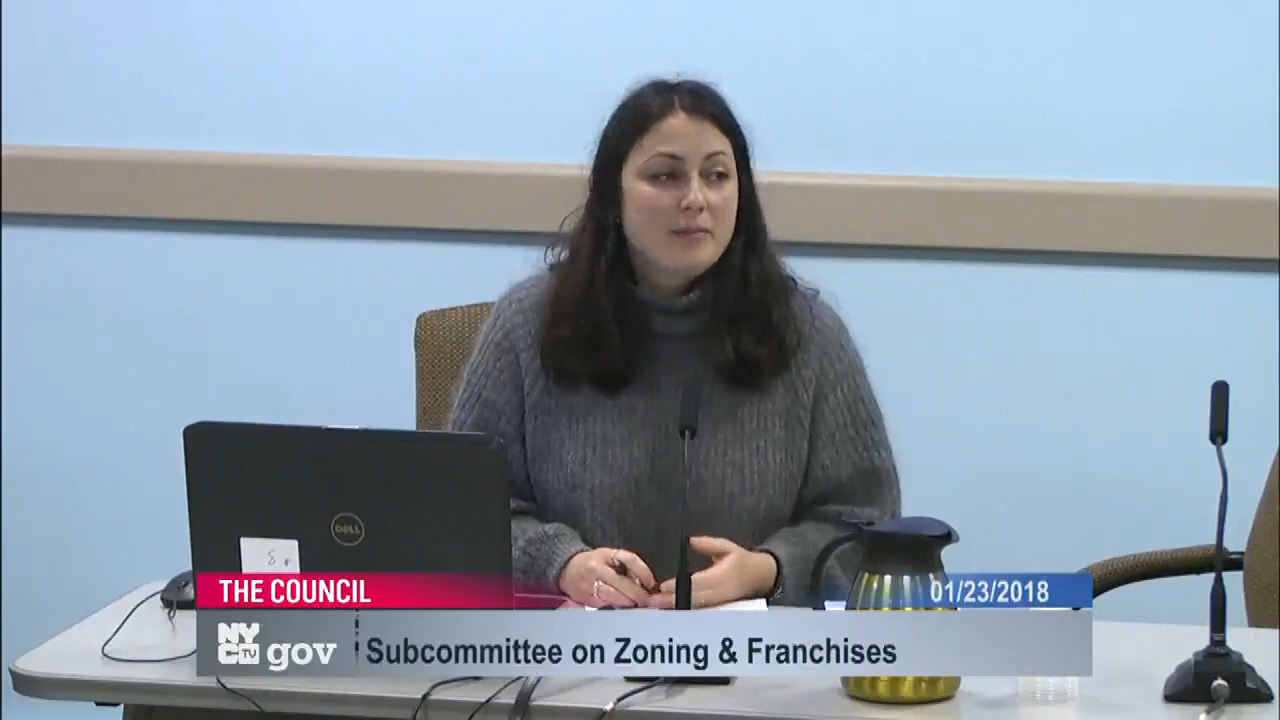 DELL
THE COUNCIL
01/23/2018
NYC TV gov
Subcommittee on Zoning & Franchises